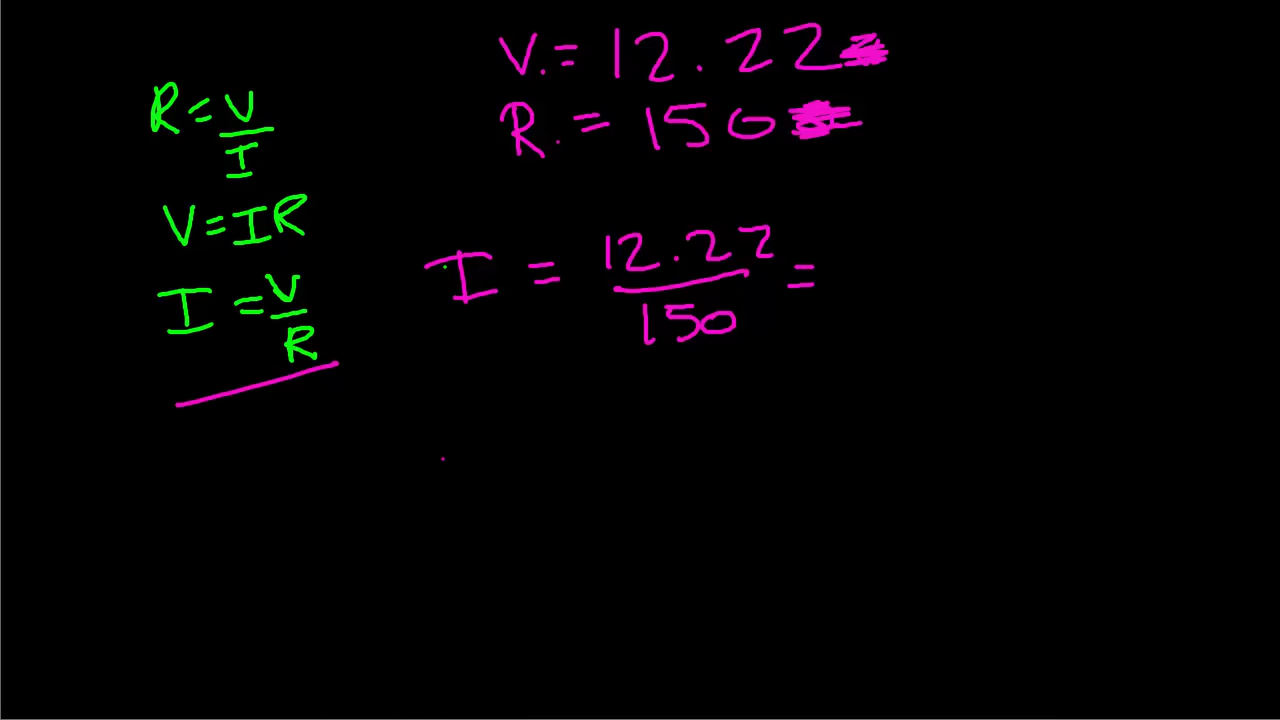 R = V/I
V = IR
I = V/R
V. = 12.22
R. = 150
I = 12.22/150 =